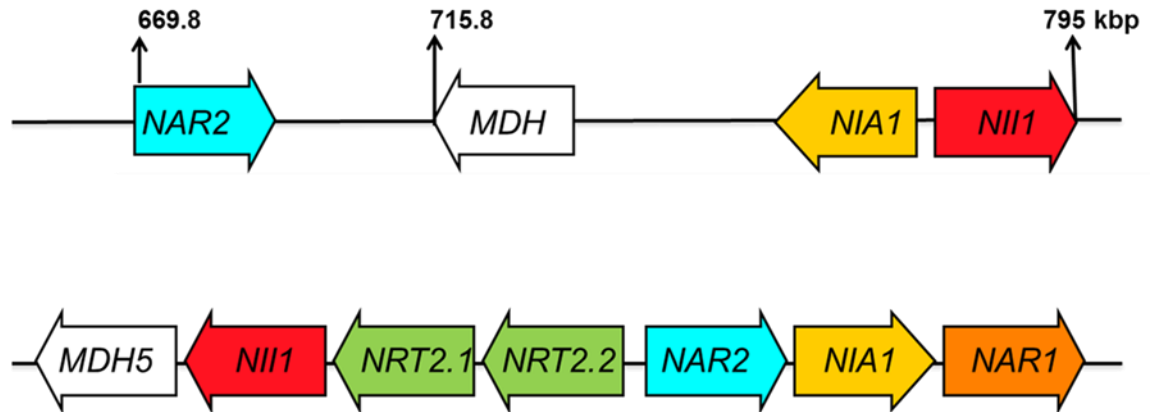 669.8 715.8 795 kbp
NAR2 MDH NIA1 NII1
MDH5 NII1 NRT2.1 NRT2.2 NAR2 NIA1 NAR1